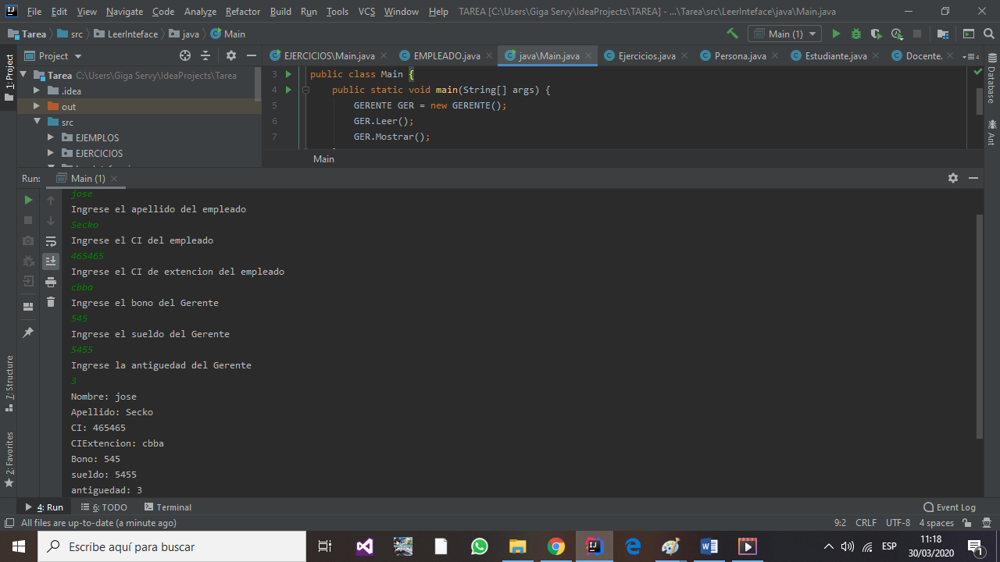 File Edit View Navigate Code Analyze Refactor Build Run Tools VCS Window Help TAREA [C:\Users\Giga Servy\IdeaProjects\TAREA] - ...\Tarea\src\LeerInteface\java\Main.java
Tarea src LeerInteface java Main Main (1)
Project
EJERCICIOS\Main.java EMPLEADO.java java\Main.java Ejercicios.java Persona.java Estudiante.java Docente. 4
1: Project
Tarea C:\Users\Giga Servy\IdeaProjects\Tarea
.idea
out
src
EJEMPLOS
EJERCICIOS
3 public class Main {
4 public static void main(String[] args) {
5 GERENTE GER = new GERENTE();
6 GER.Leer();
7 GER.Mostrar();
Main
Database
Ant
Run: Main (1)
jose
Ingrese el apellido del empleado
Secko
Ingrese el CI del empleado
465465
Ingrese el CI de extencion del empleado
cbba
Ingrese el bono del Gerente
545
Ingrese el sueldo del Gerente
5455
Ingrese la antiguedad del Gerente
3
Nombre: jose
Apellido: Secko
CI: 465465
CIExtencion: cbba
Bono: 545
sueldo: 5455
antiguedad: 3
7: Structure
2: Favorites
4: Run 6: TODO Terminal Event Log
All files are up-to-date (a minute ago) 9:2 CRLF UTF-8 4 spaces
Escribe aquí para buscar
ESP
11:18
30/03/2020
1